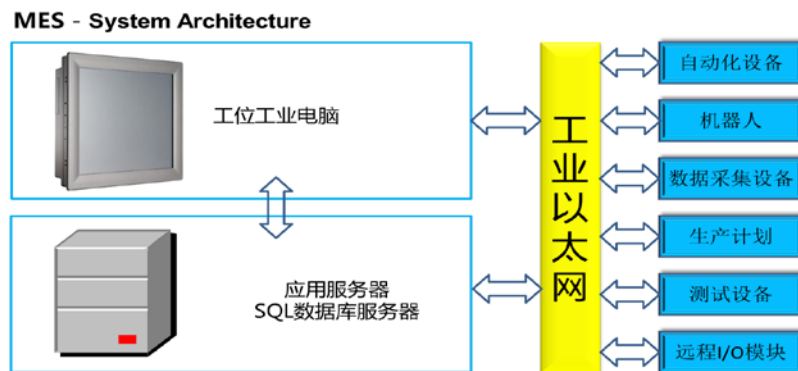 MES - System Architecture
工位工业电脑
应用服务器
SQL数据库服务器
工业以太网
自动化设备
机器人
数据采集设备
生产计划
测试设备
远程I/O模块